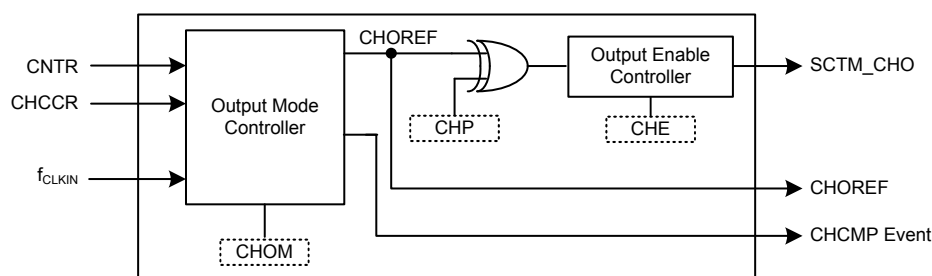 CNTR
CHCCR
fCLKIN
Output Mode
Controller
CHOM
CHOREF
CHP
Output Enable
Controller
CHE
SCTM_CHO
CHOREF
CHCMP Event